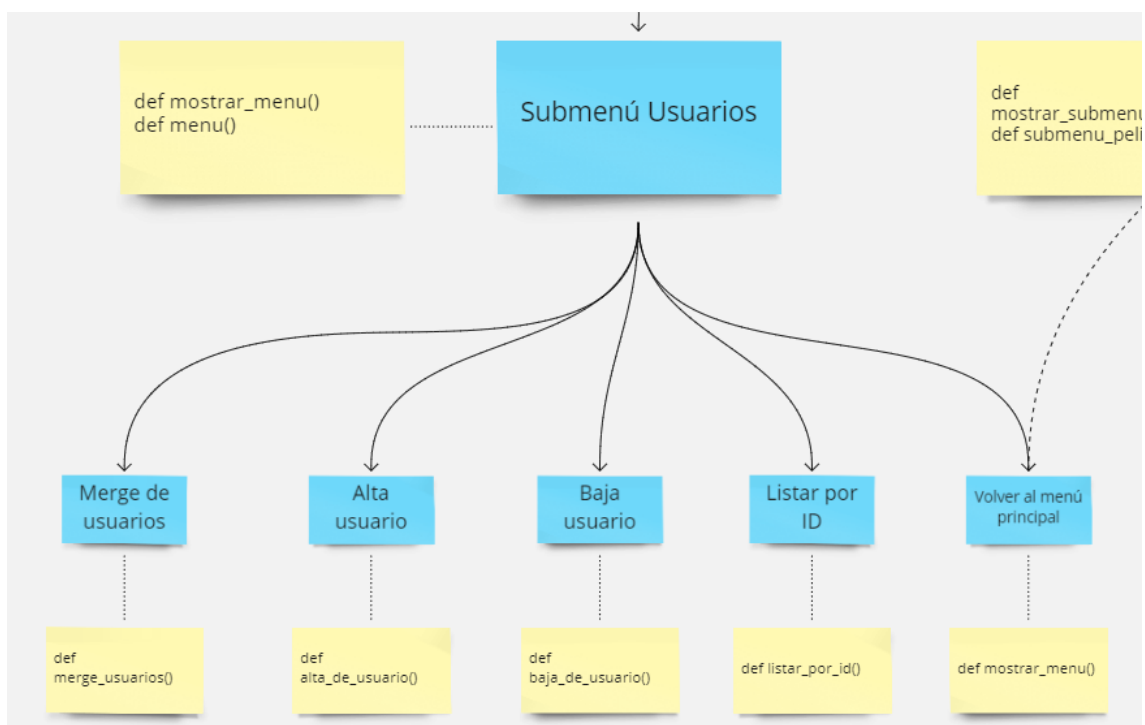 def mostrar_menu()
def menu()
Submenú Usuarios
def
mostrar_submenu
def submenu_peli
Merge de
usuarios
Alta
usuario
Baja
usuario
Listar por
ID
Volver al menú
principal
def
merge_usuarios()
def
alta_de_usuario()
def
baja_de_usuario()
def listar_por_id()
def mostrar_menu()